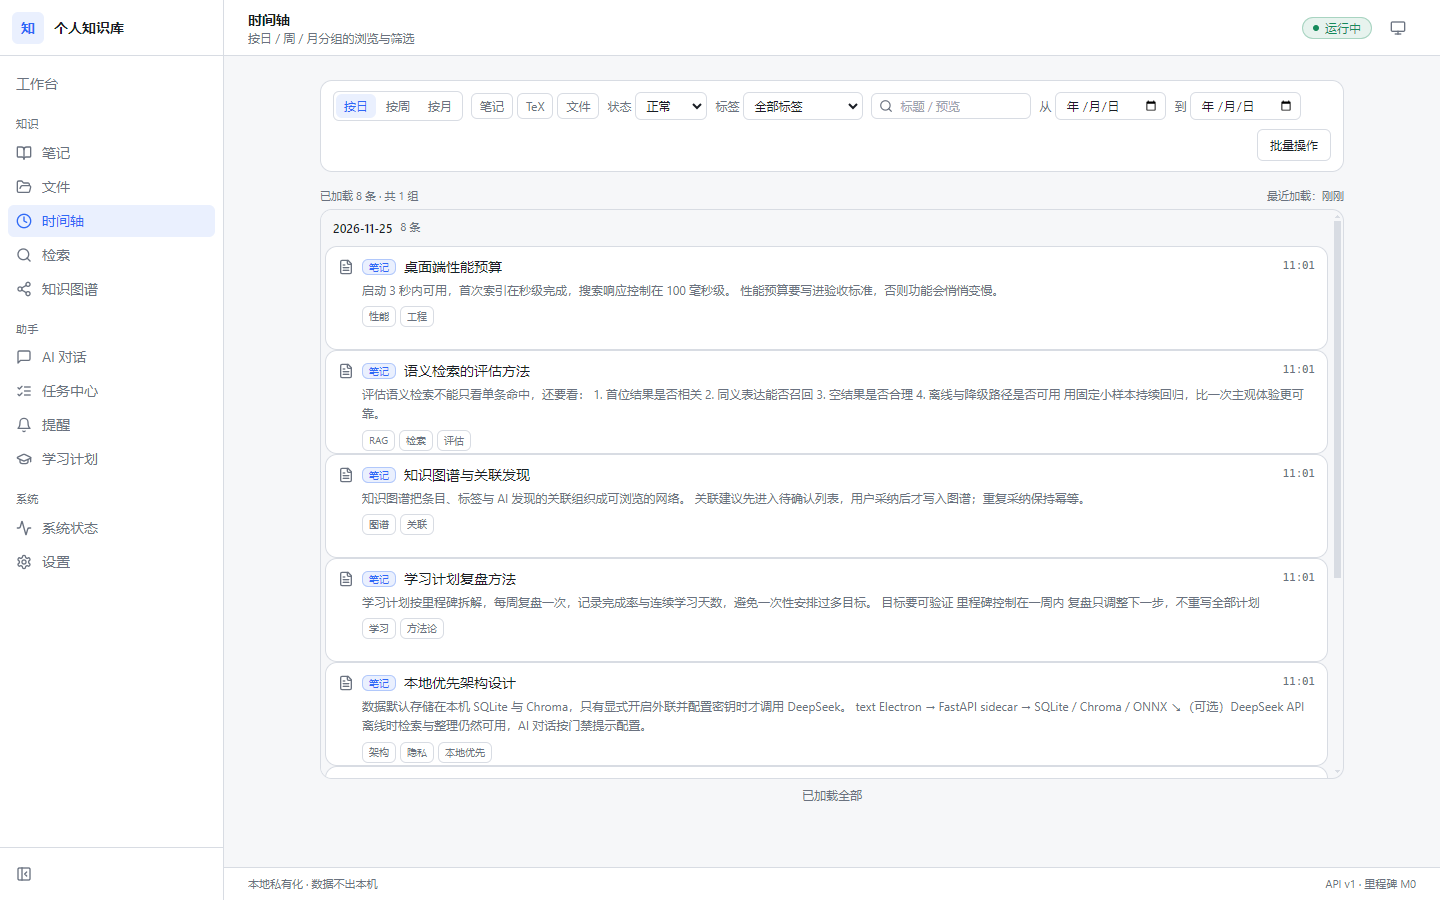 知 个人知识库
时间轴
按日 / 周 / 月分组的浏览与筛选
运行中
工作台
知识
笔记
文件
时间轴
检索
知识图谱
助手
AI 对话
任务中心
提醒
学习计划
系统
系统状态
设置
按日 按周 按月 笔记 TeX 文件 状态 正常 标签 全部标签 标题 / 预览 从 年 /月/日 到 年 /月/日
批量操作
已加载 8 条 · 共 1 组 最近加载：刚刚
2026-11-25 8 条
笔记 桌面端性能预算 11:01
启动 3 秒内可用，首次索引在秒级完成，搜索响应控制在 100 毫秒级。 性能预算要写进验收标准，否则功能会悄悄变慢。
性能 工程
笔记 语义检索的评估方法 11:01
评估语义检索不能只看单条命中，还要看： 1. 首位结果是否相关 2. 同义表达能否召回 3. 空结果是否合理 4. 离线与降级路径是否可用 用固定小样本持续回归，比一次主观体验更可
靠。
RAG 检索 评估
笔记 知识图谱与关联发现 11:01
知识图谱把条目、标签与 AI 发现的关联组织成可浏览的网络。 关联建议先进入待确认列表，用户采纳后才写入图谱；重复采纳保持幂等。
图谱 关联
笔记 学习计划复盘方法 11:01
学习计划按里程碑拆解，每周复盘一次，记录完成率与连续学习天数，避免一次性安排过多目标。 目标要可验证 里程碑控制在一周内 复盘只调整下一步，不重写全部计划
学习 方法论
笔记 本地优先架构设计 11:01
数据默认存储在本机 SQLite 与 Chroma，只有显式开启外联并配置密钥时才调用 DeepSeek。 text Electron → FastAPI sidecar → SQLite / Chroma / ONNX ↘（可选）DeepSeek API
离线时检索与整理仍然可用，AI 对话按门禁提示配置。
架构 隐私 本地优先
已加载全部
本地私有化 · 数据不出本机
API v1 · 里程碑 M0